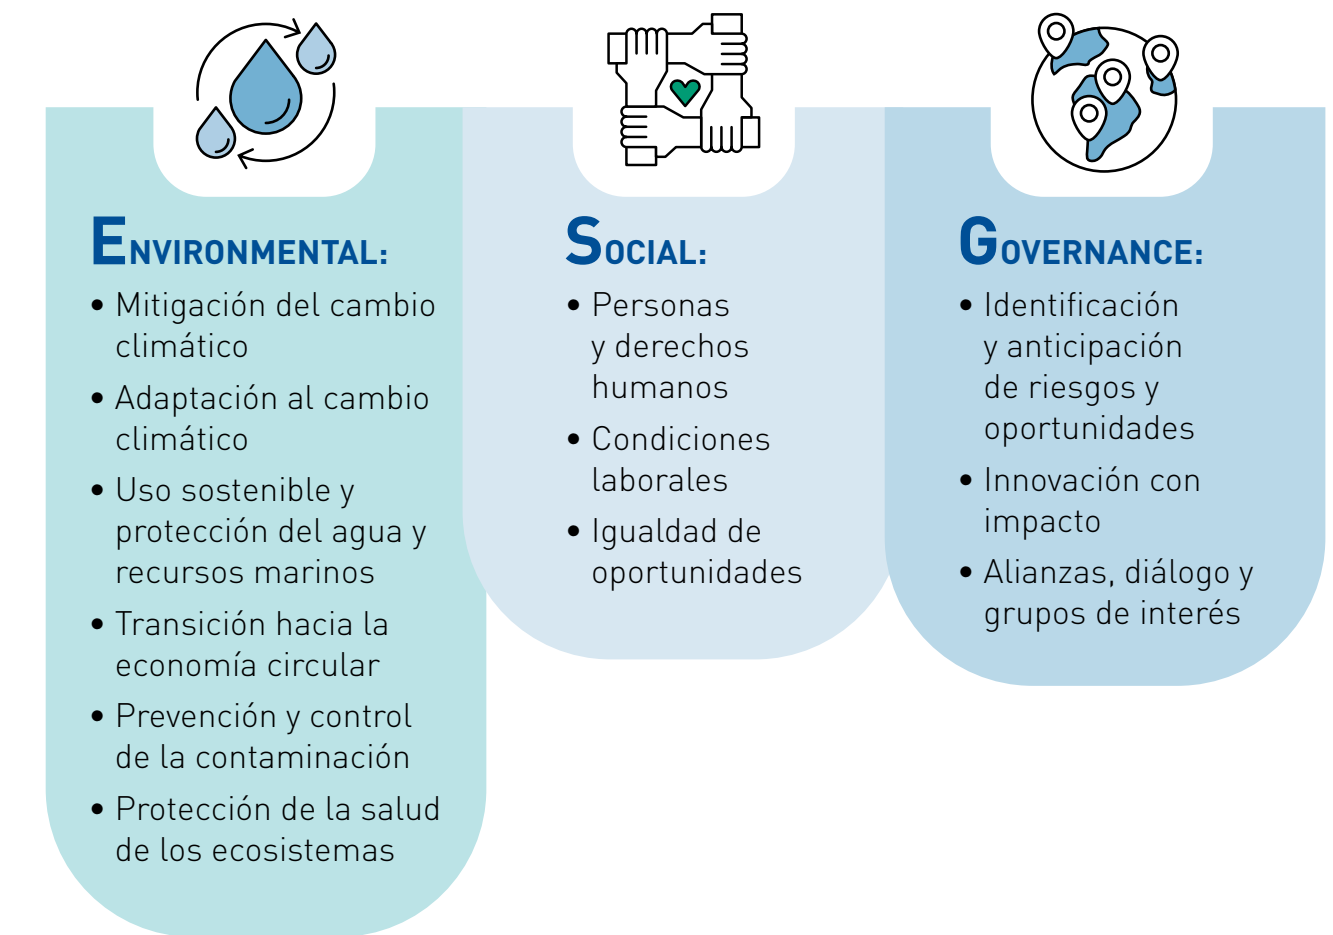 ENVIRONMENTAL:
• Mitigación del cambio
climático
• Adaptación al cambio
climático
• Uso sostenible y
protección del agua y
recursos marinos
• Transición hacia la
economía circular
• Prevención y control
de la contaminación
• Protección de la salud
de los ecosistemas
SOCIAL:
• Personas
y derechos
humanos
• Condiciones
laborales
• Igualdad de
oportunidades
GOVERNANCE:
• Identificación
y anticipación
de riesgos y
oportunidades
• Innovación con
impacto
• Alianzas, diálogo y
grupos de interés